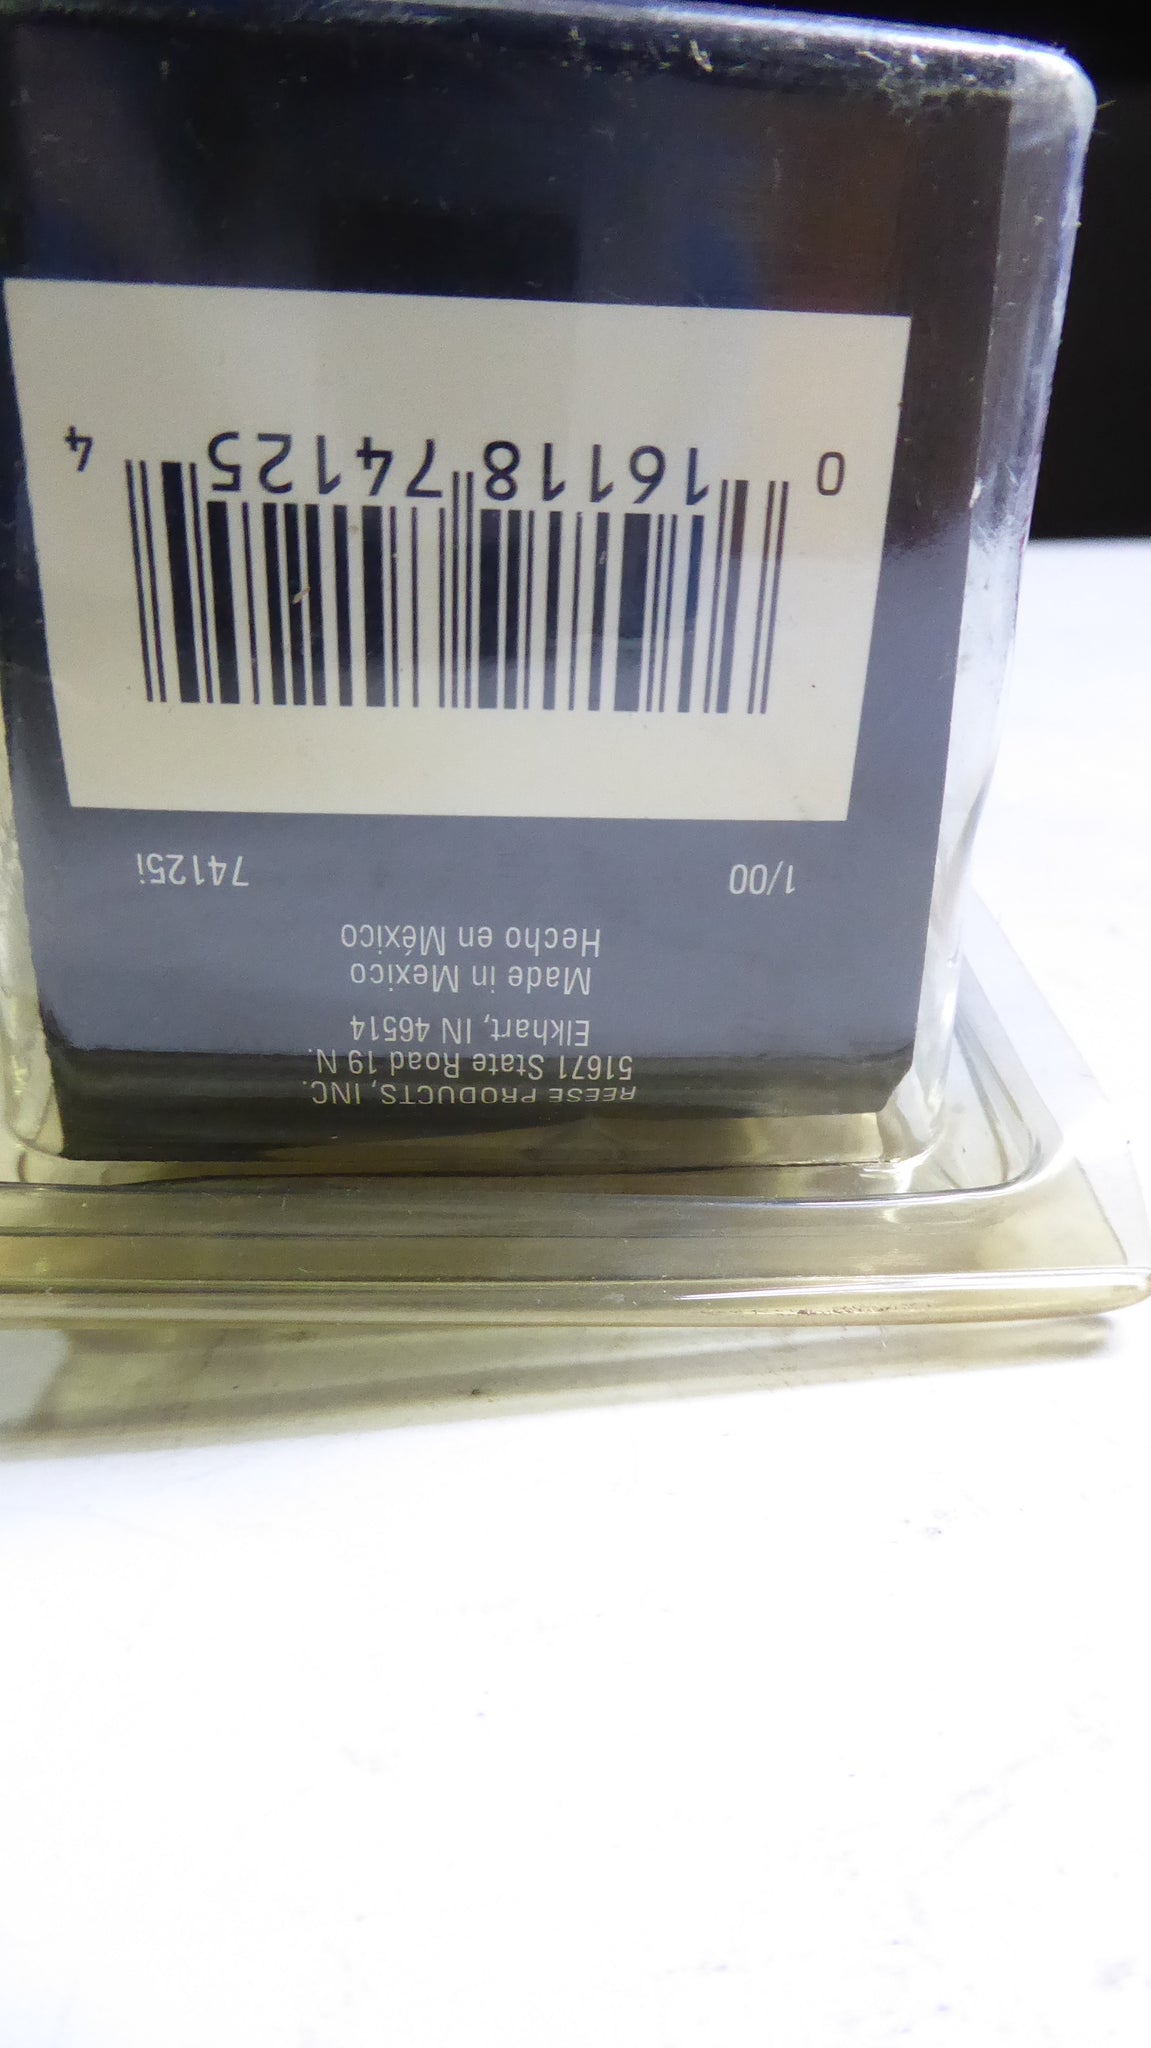 REESE PRODUCTS, INC.
51671 State Road 19 N.
Elkhart, IN 46514
Made in Mexico
Hecho en México
1/00 74125i
0 16118 74125 4